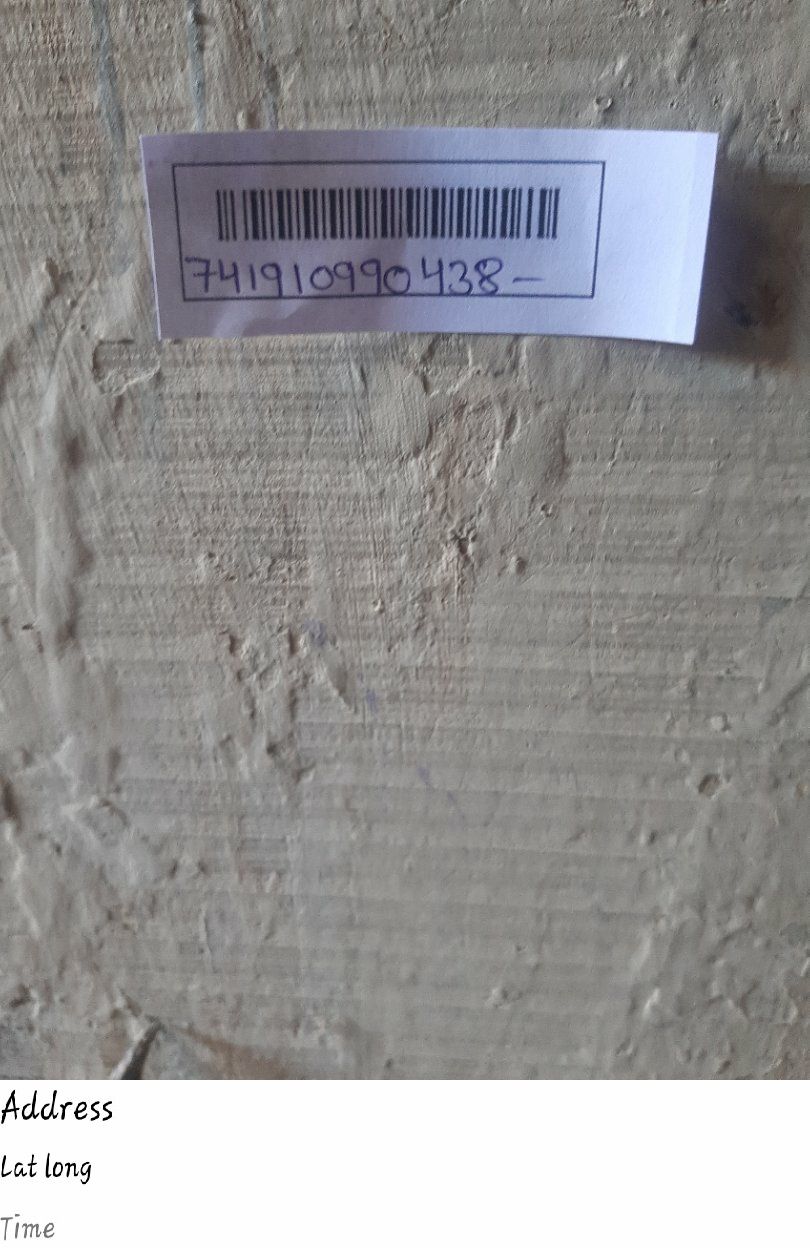 741910990438-
Address
Lat long
Time